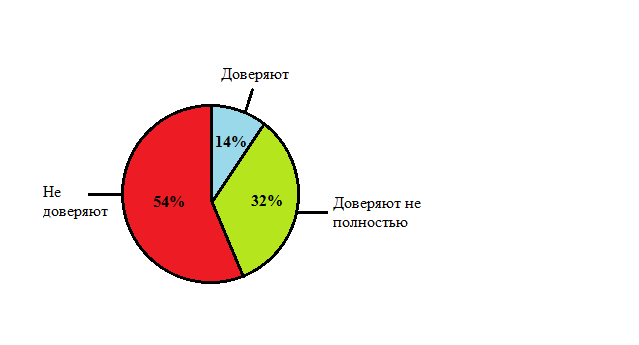 Доверяют
14%
32%
54%
Не
доверяют
Доверяют не
полностью